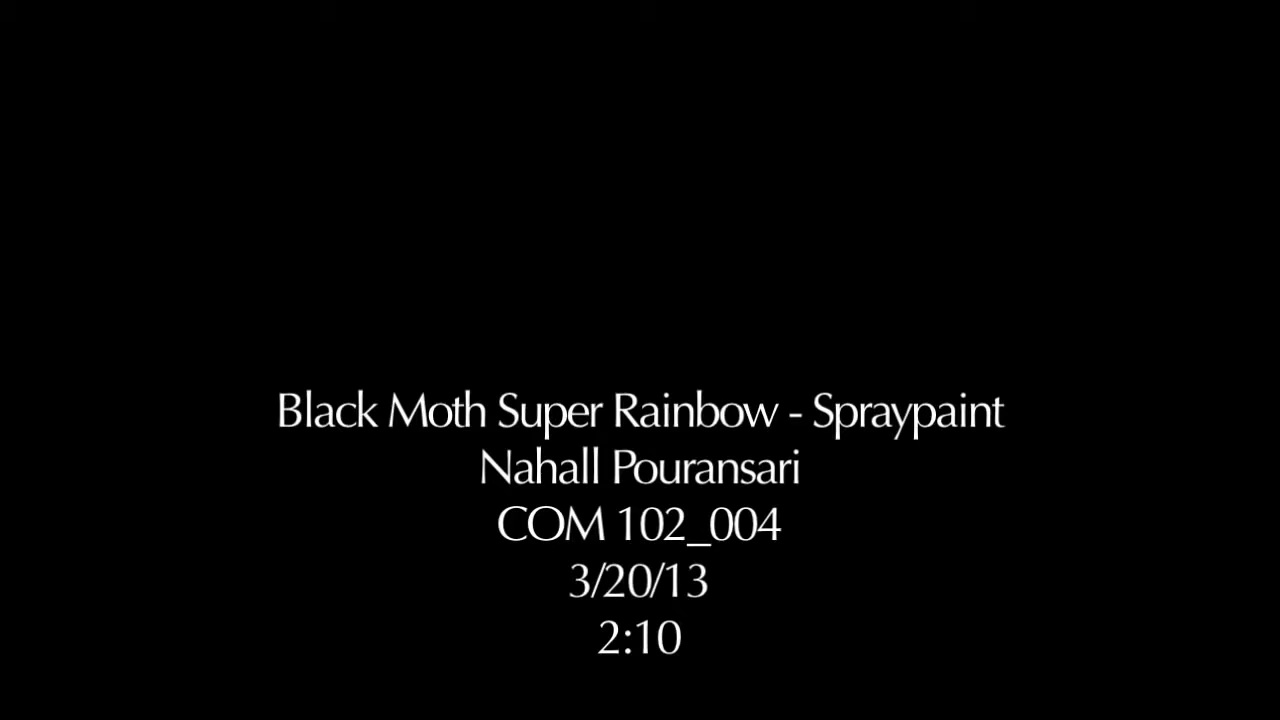 Black Moth Super Rainbow - Spraypaint
Nahall Pouransari
COM 102_004
3/20/13
2:10